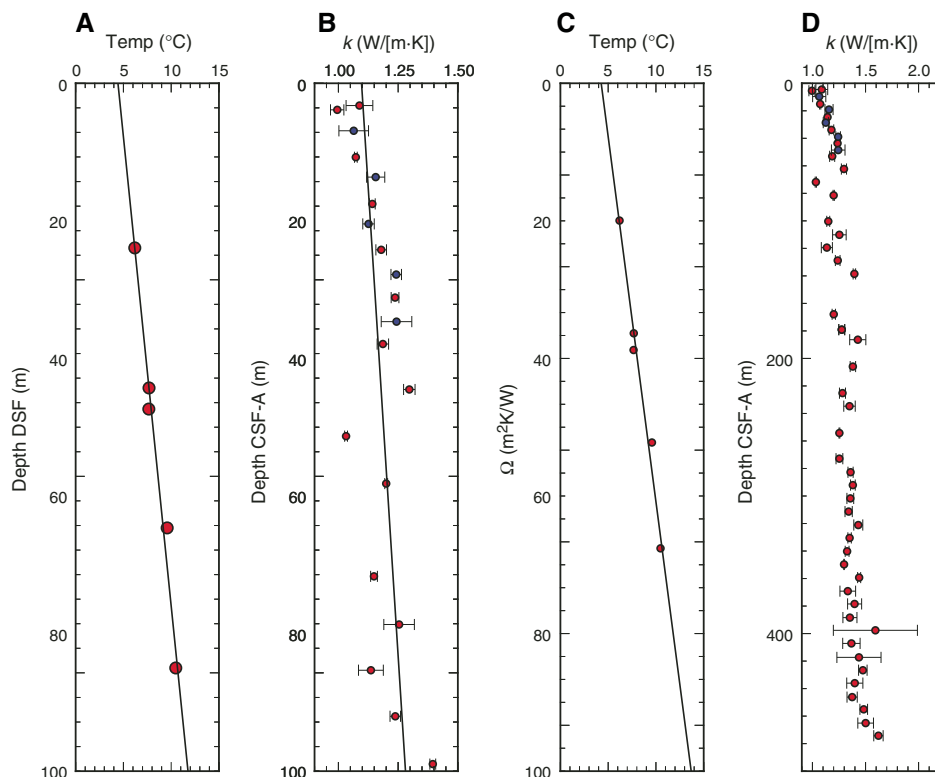 A
Temp (°C)
0 5 10 15
0
20
40
60
80
100
Depth DSF (m)
B
k (W/[m·K])
1.00 1.25 1.50
0
20
40
60
80
100
Depth CSF-A (m)
C
Temp (°C)
0 5 10 15
0
20
40
60
80
100
Ω (m²K/W)
D
k (W/[m·K])
1.0 1.5 2.0
0
200
400
Depth CSF-A (m)